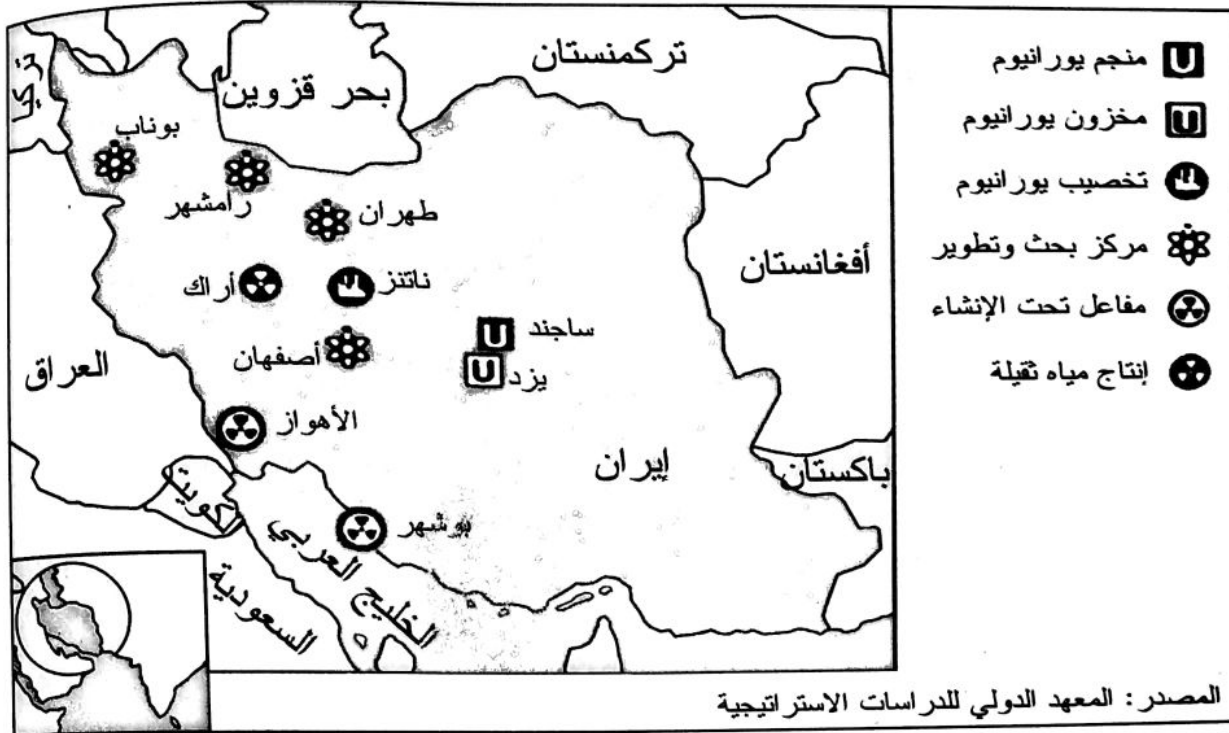 تركمنستان
بحر قزوين
تركيا
بوناب
رامشهر
طهران
أراك
ناتنز
أفغانستان
ساجند
أصفهان
يزد
العراق
الأهواز
إيران
باكستان
الكويت
بوشهر
الخليج العربي
السعودية
U منجم يورانيوم
U مخزون يورانيوم
تخصيب يورانيوم
مركز بحث وتطوير
مفاعل تحت الإنشاء
إنتاج مياه ثقيلة
U
U
المصدر: المعهد الدولي للدراسات الاستراتيجية